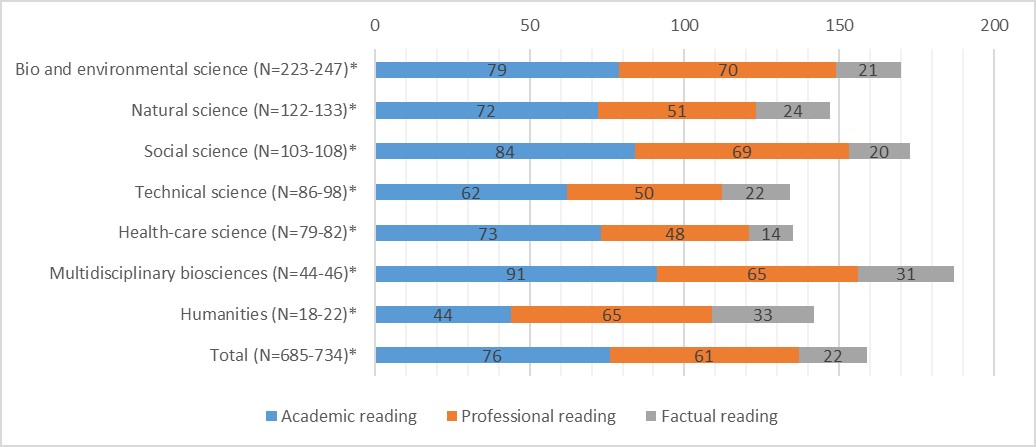 0 50 100 150 200
Bio and environmental science (N=223-247)* 79 70 21
Natural science (N=122-133)* 72 51 24
Social science (N=103-108)* 84 69 20
Technical science (N=86-98)* 62 50 22
Health-care science (N=79-82)* 73 48 14
Multidisciplinary biosciences (N=44-46)* 91 65 31
Humanities (N=18-22)* 44 65 33
Total (N=685-734)* 76 61 22
Academic reading Professional reading Factual reading